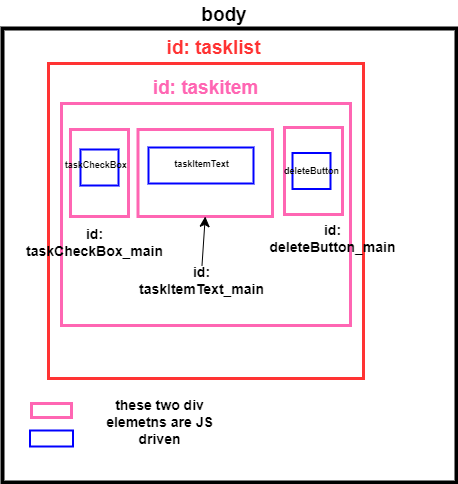 body
id: tasklist
id: taskitem
taskCheckBox
taskItemText
deleteButton
id:
taskCheckBox_main
id:
deleteButton_main
id:
taskItemText_main
these two div
elemetns are JS
driven